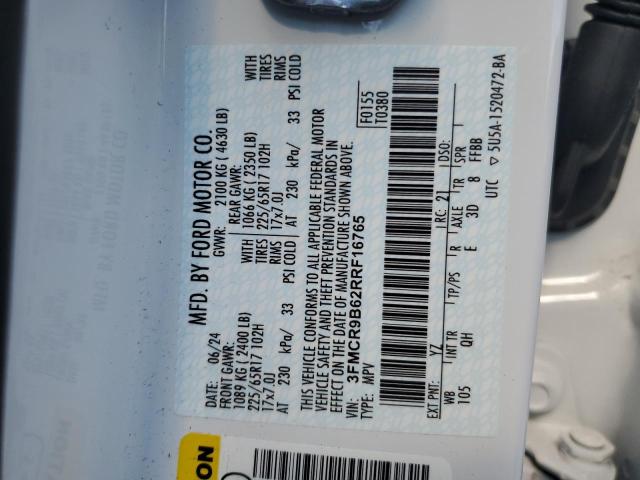 MFD. BY FORD MOTOR CO.
DATE: 06/24 GVWR: 2100 KG ( 4630 LB)
FRONT GAWR: REAR GAWR:
1089 KG ( 2400 LB) WITH 1066 KG ( 2350 LB) WITH
225/65R17 102H TIRES 225/65R17 102H TIRES
17x7.0J RIMS 17x7.0J RIMS
AT 230 kPa/ 33 PSI COLD AT 230 kPa/ 33 PSI COLD
THIS VEHICLE CONFORMS TO ALL APPLICABLE FEDERAL MOTOR
VEHICLE SAFETY AND THEFT PREVENTION STANDARDS IN
EFFECT ON THE DATE OF MANUFACTURE SHOWN ABOVE.
F0155
T0380
VIN: 3FMCR9B62RRF16765
TYPE: MPV
EXT PNT: YZ RC: 21 DSO:
WB INT TR TP/PS R AXLE TR SPR
105 QH E 3D 8 FFBB
UTC ▽ 5U5A-1520472-BA